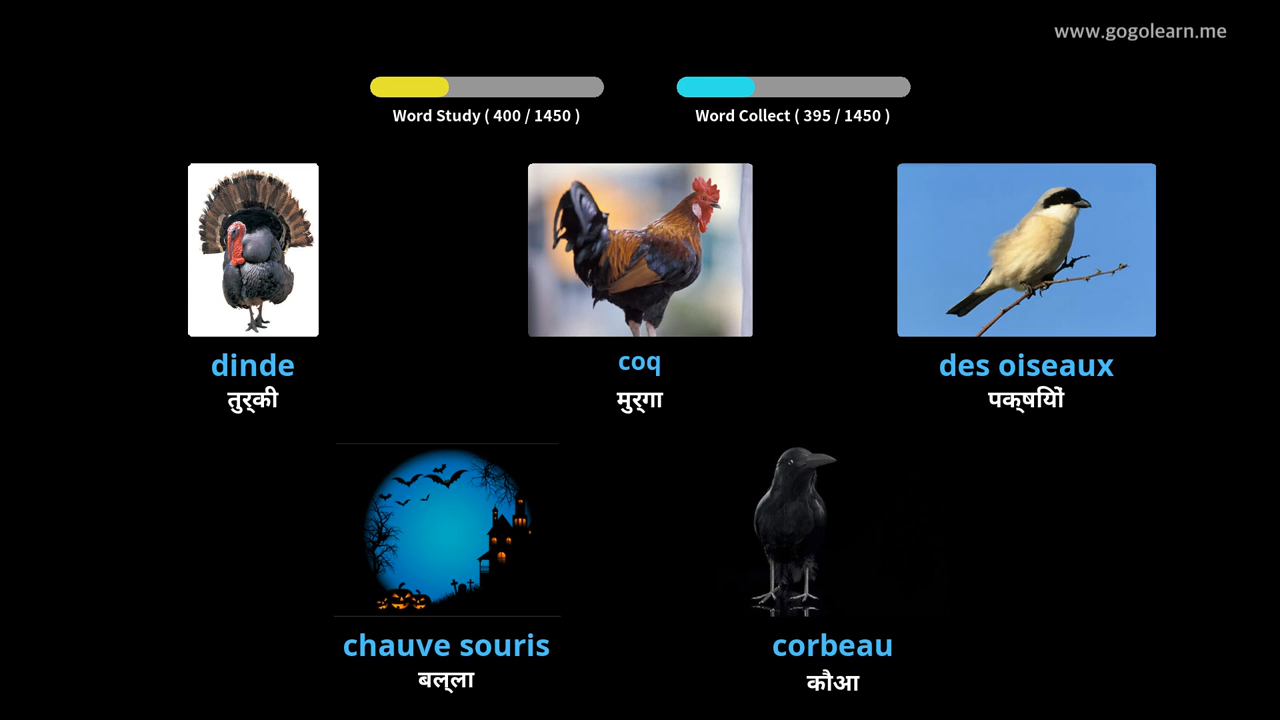 www.gogolearn.me
Word Study ( 400 / 1450 )
Word Collect ( 395 / 1450 )
dinde
तुर्की
coq
मुर्गा
des oiseaux
पक्षियों
chauve souris
बल्ला
corbeau
कौआ